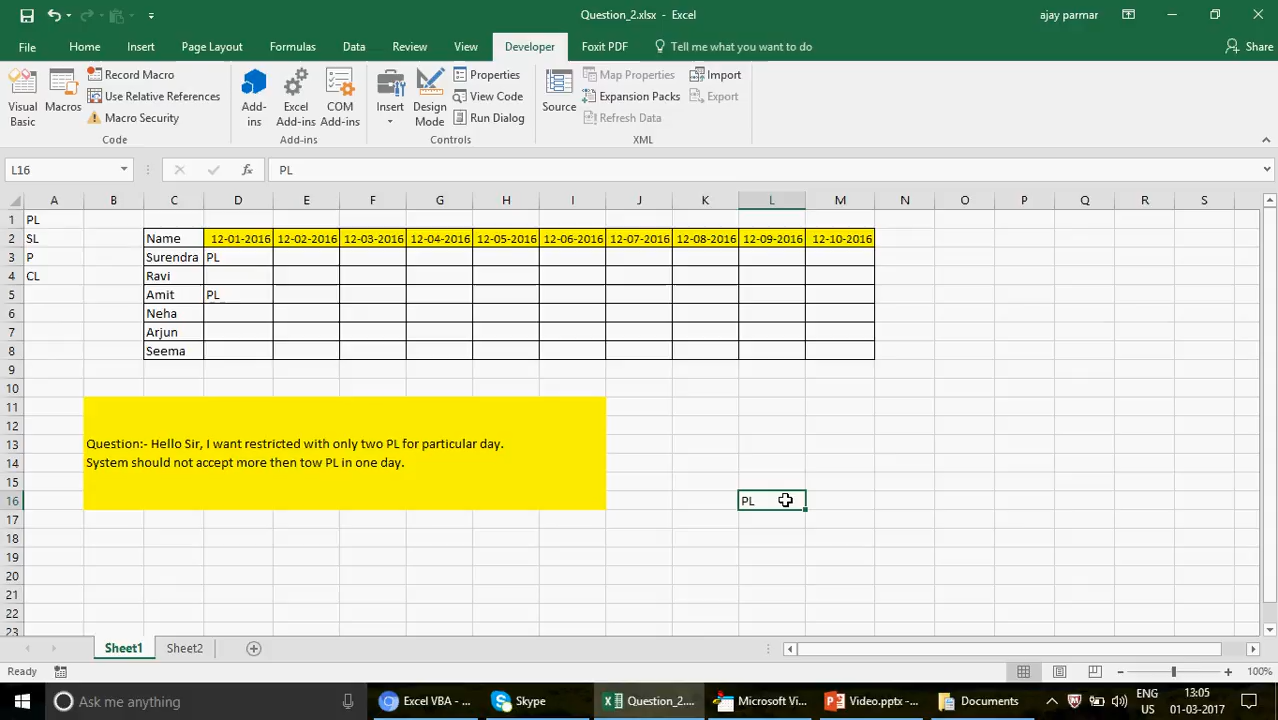 Question_2.xlsx - Excel
ajay parmar
File Home Insert Page Layout Formulas Data Review View Developer Foxit PDF Tell me what you want to do Share
Visual Basic
Macros
Record Macro
Use Relative References
Macro Security
Code
Add-ins
Excel Add-ins
COM Add-ins
Add-ins
Insert
Design Mode
Properties
View Code
Run Dialog
Controls
Source
Map Properties
Expansion Packs
Refresh Data
Import
Export
XML
L16 fx PL
A B C D E F G H I J K L M N O P Q R S
1 PL
2 SL Name 12-01-2016 12-02-2016 12-03-2016 12-04-2016 12-05-2016 12-06-2016 12-07-2016 12-08-2016 12-09-2016 12-10-2016
3 P Surendra PL
4 CL Ravi
5 Amit PL
6 Neha
7 Arjun
8 Seema
9
10
11
12
13 Question:- Hello Sir, I want restricted with only two PL for particular day.
14 System should not accept more then tow PL in one day.
15
16 PL
17
18
19
20
21
22
23
Sheet1 Sheet2
Ready 100%
Ask me anything Excel VBA - ... Skype Question_2.... Microsoft Vi... Video.pptx -... Documents ENG 13:05
US 01-03-2017